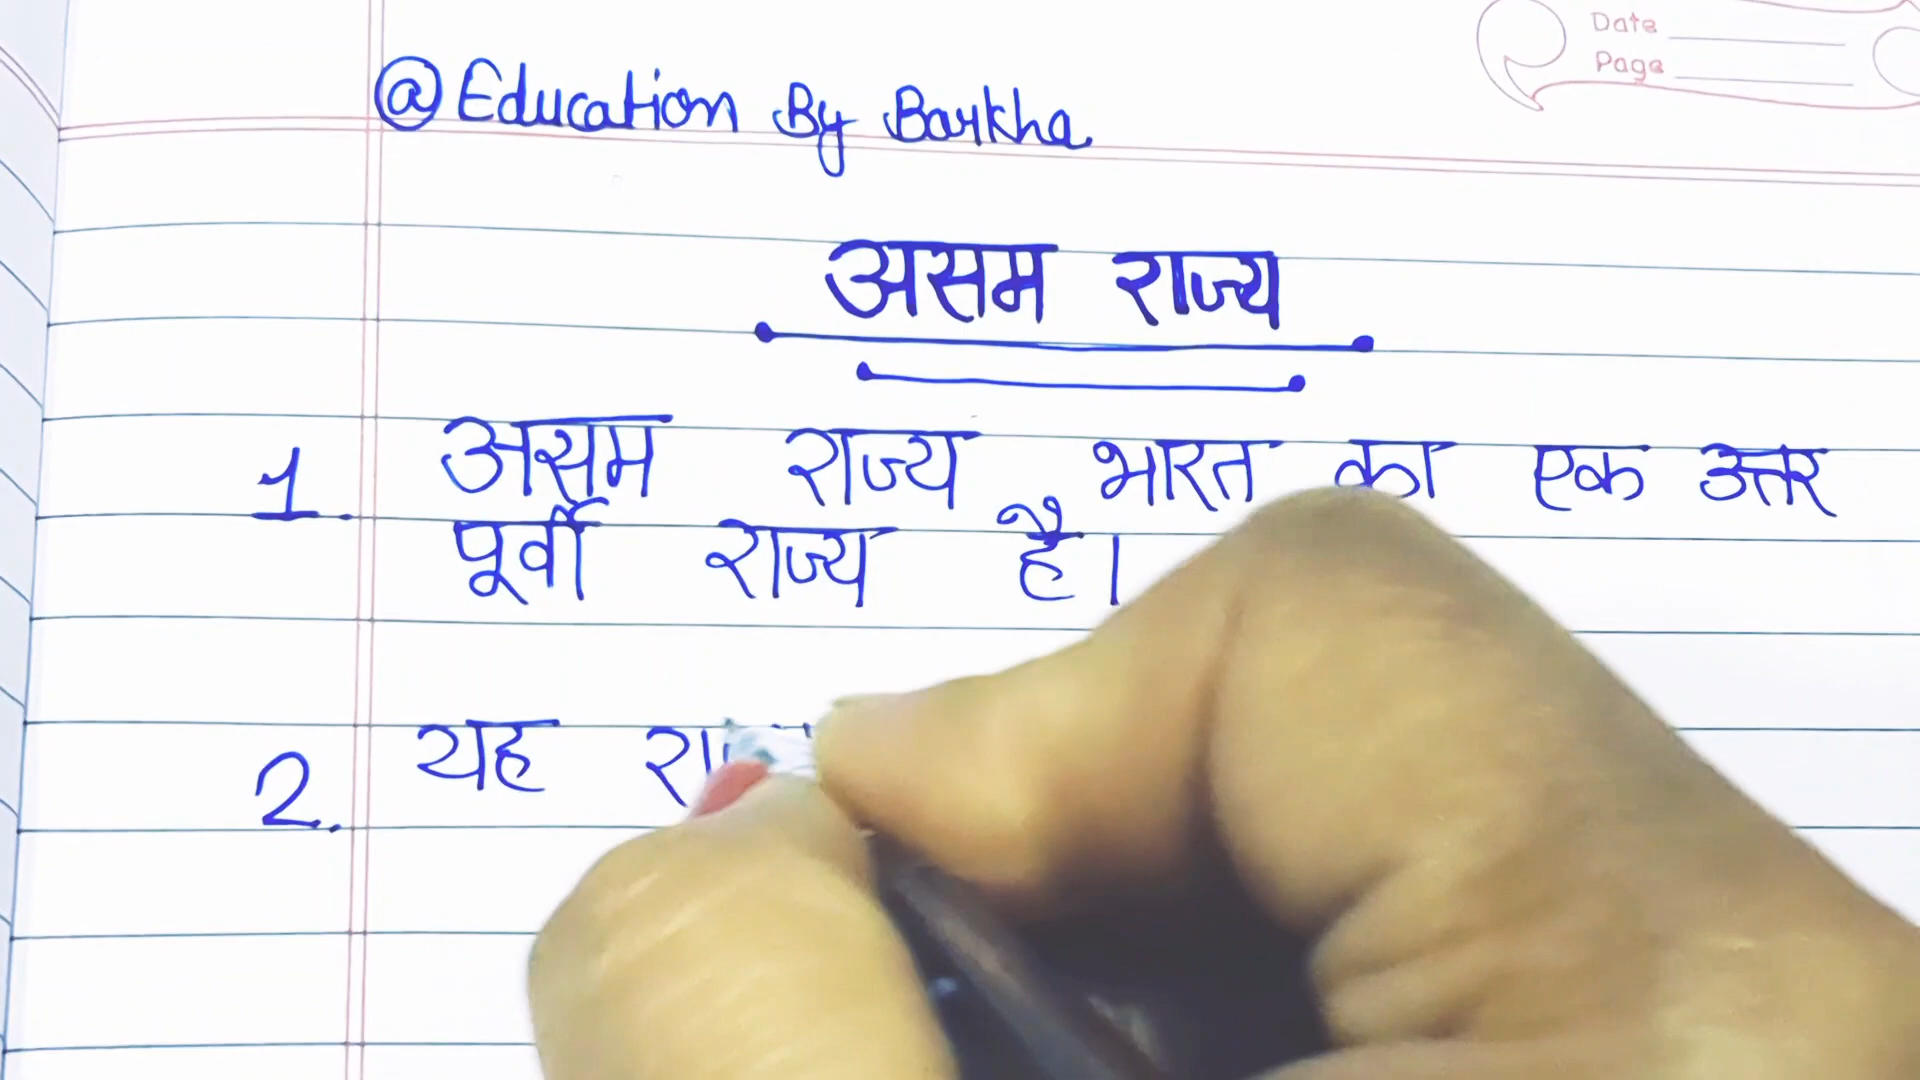 Date
Page
@Education By Barkha
असम राज्य
1. असम राज्य भारत का एक उत्तर
पूर्वी राज्य है।
2. यह